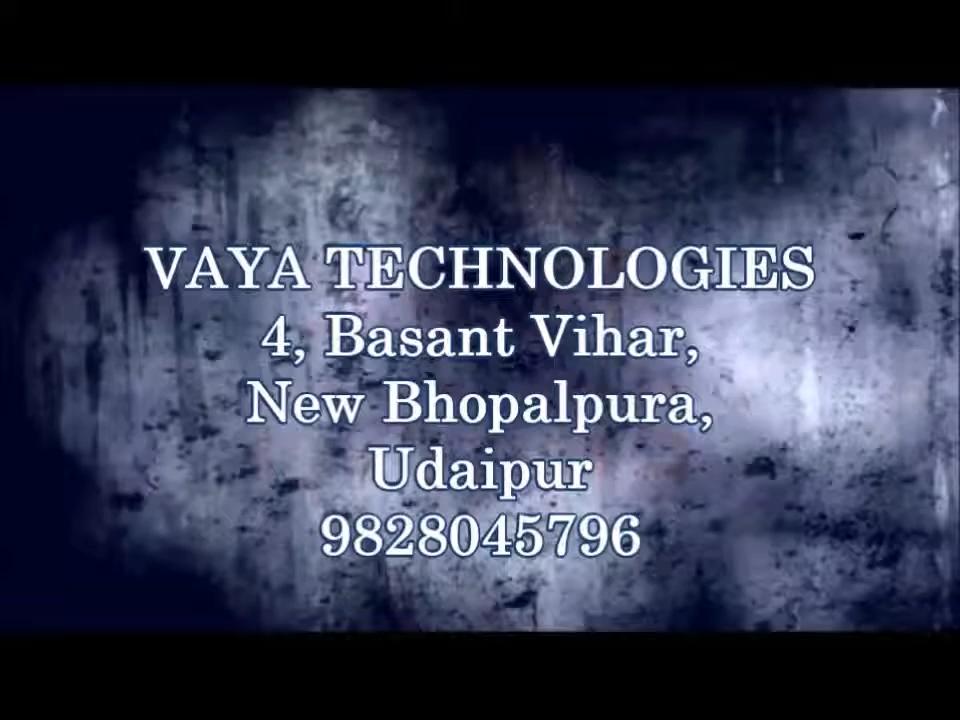 VAYA TECHNOLOGIES
4, Basant Vihar,
New Bhopalpura,
Udaipur
9828045796